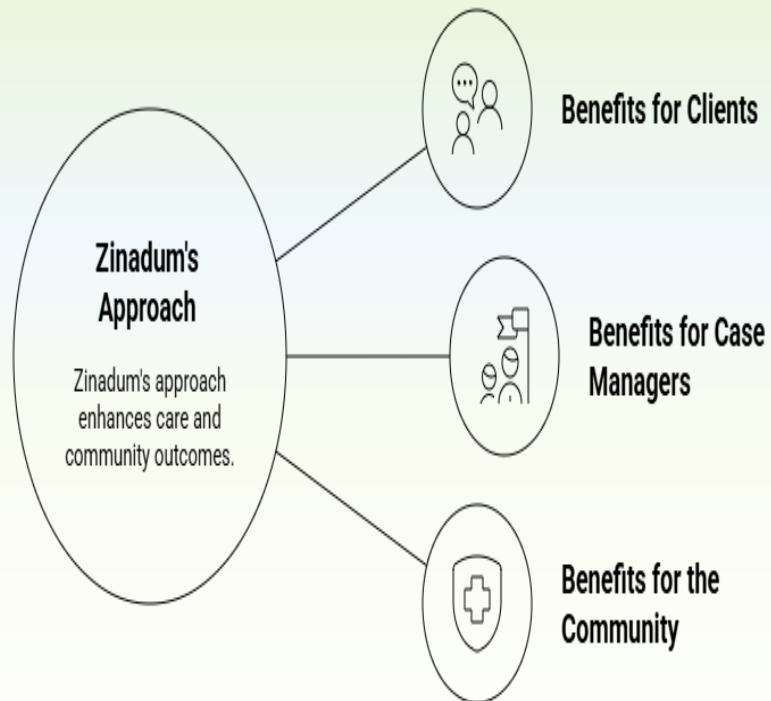 Zinadum's
Approach
Zinadum's approach
enhances care and
community outcomes.
Benefits for Clients
Benefits for Case
Managers
Benefits for the
Community